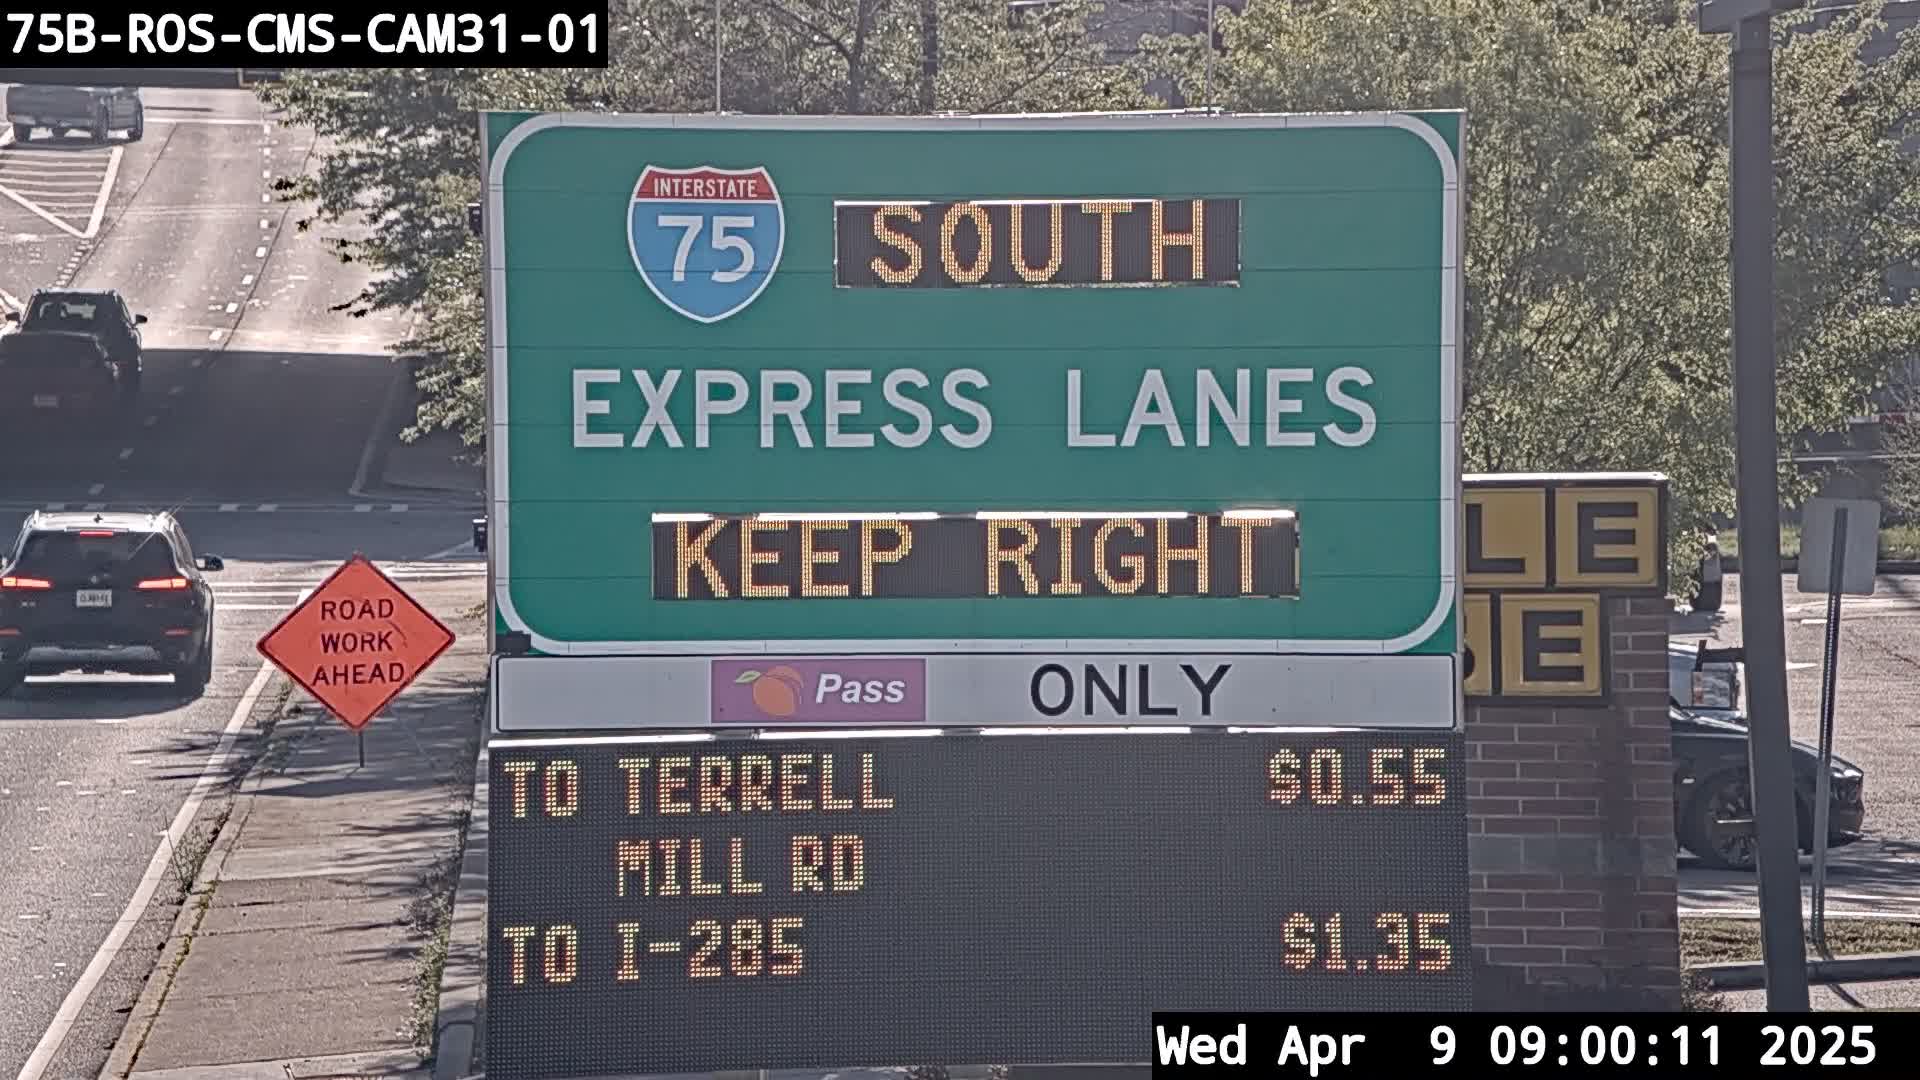 75B-ROS-CMS-CAM31-01
INTERSTATE
75
SOUTH
EXPRESS LANES
KEEP RIGHT
Pass ONLY
ROAD
WORK
AHEAD
TO TERRELL $0.55
MILL RD
TO I-285 $1.35
LE
E
Wed Apr 9 09:00:11 2025